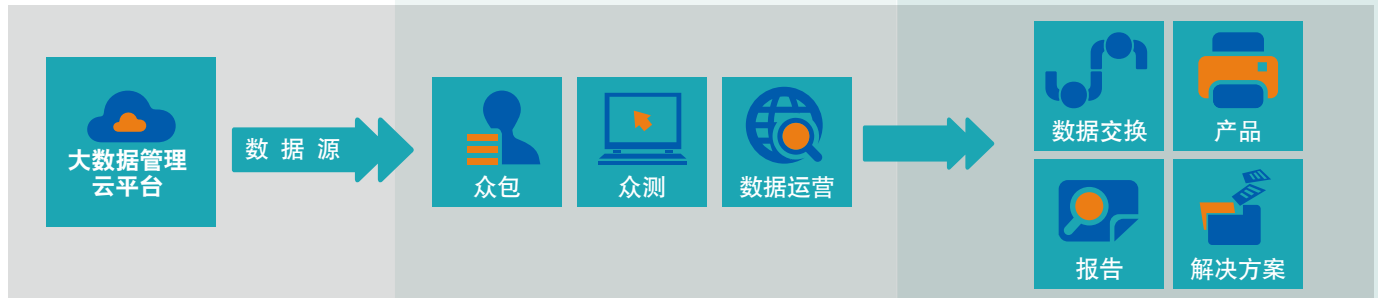 大数据管理
云平台
数据源
众包
众测
数据运营
数据交换
产品
报告
解决方案